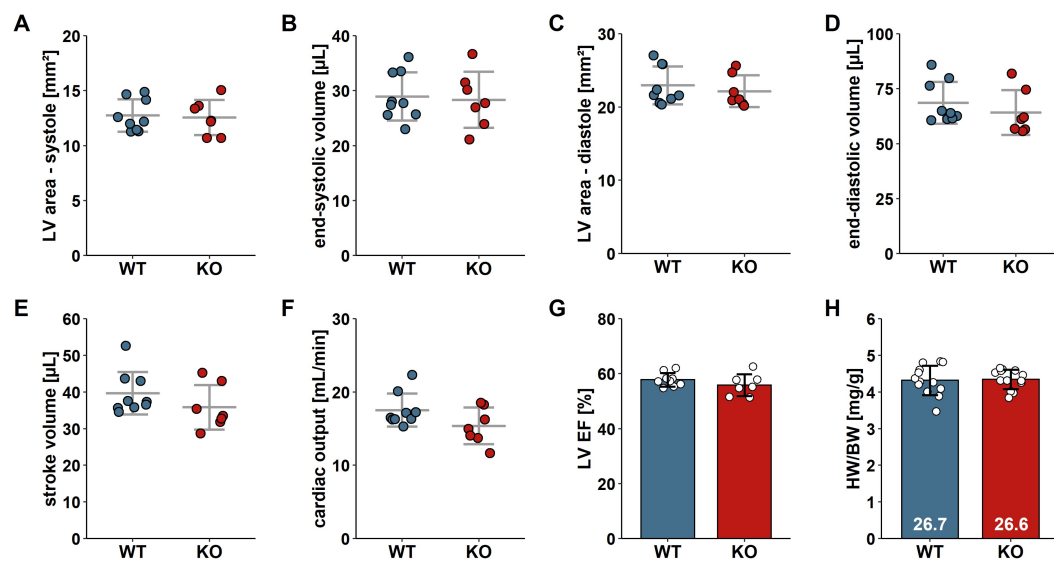 A
LV area - systole [mm²]
20
15
10
5
0
WT
KO
B
end-systolic volume [µL]
40
30
20
10
0
WT
KO
C
LV area - diastole [mm²]
30
20
10
0
WT
KO
D
end-diastolic volume [µL]
100
75
50
25
0
WT
KO
E
stroke volume [µL]
60
50
40
30
20
10
0
WT
KO
F
cardiac output [mL/min]
30
20
10
0
WT
KO
G
LV EF [%]
80
60
40
20
0
WT
KO
H
HW/BW [mg/g]
6
5
4
3
2
1
0
26.7
26.6
WT
KO